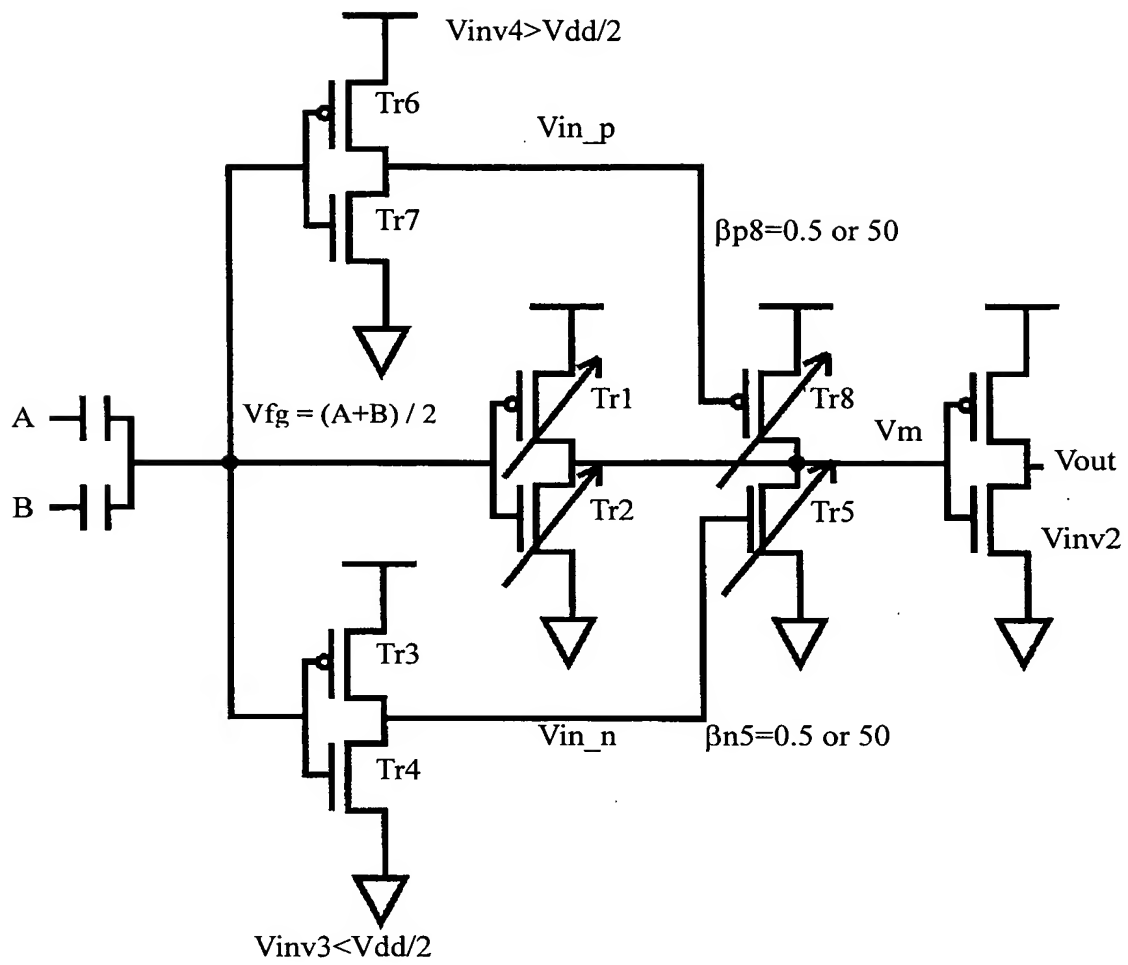 Vinv4>Vdd/2
Tr6
Vin_p
Tr7
βp8=0.5 or 50
A
Vfg = (A+B) / 2
Tr1
Tr8
Vm
Vout
B
Tr2
Tr5
Vinv2
Tr3
Vin_n
βn5=0.5 or 50
Tr4
Vinv3<Vdd/2